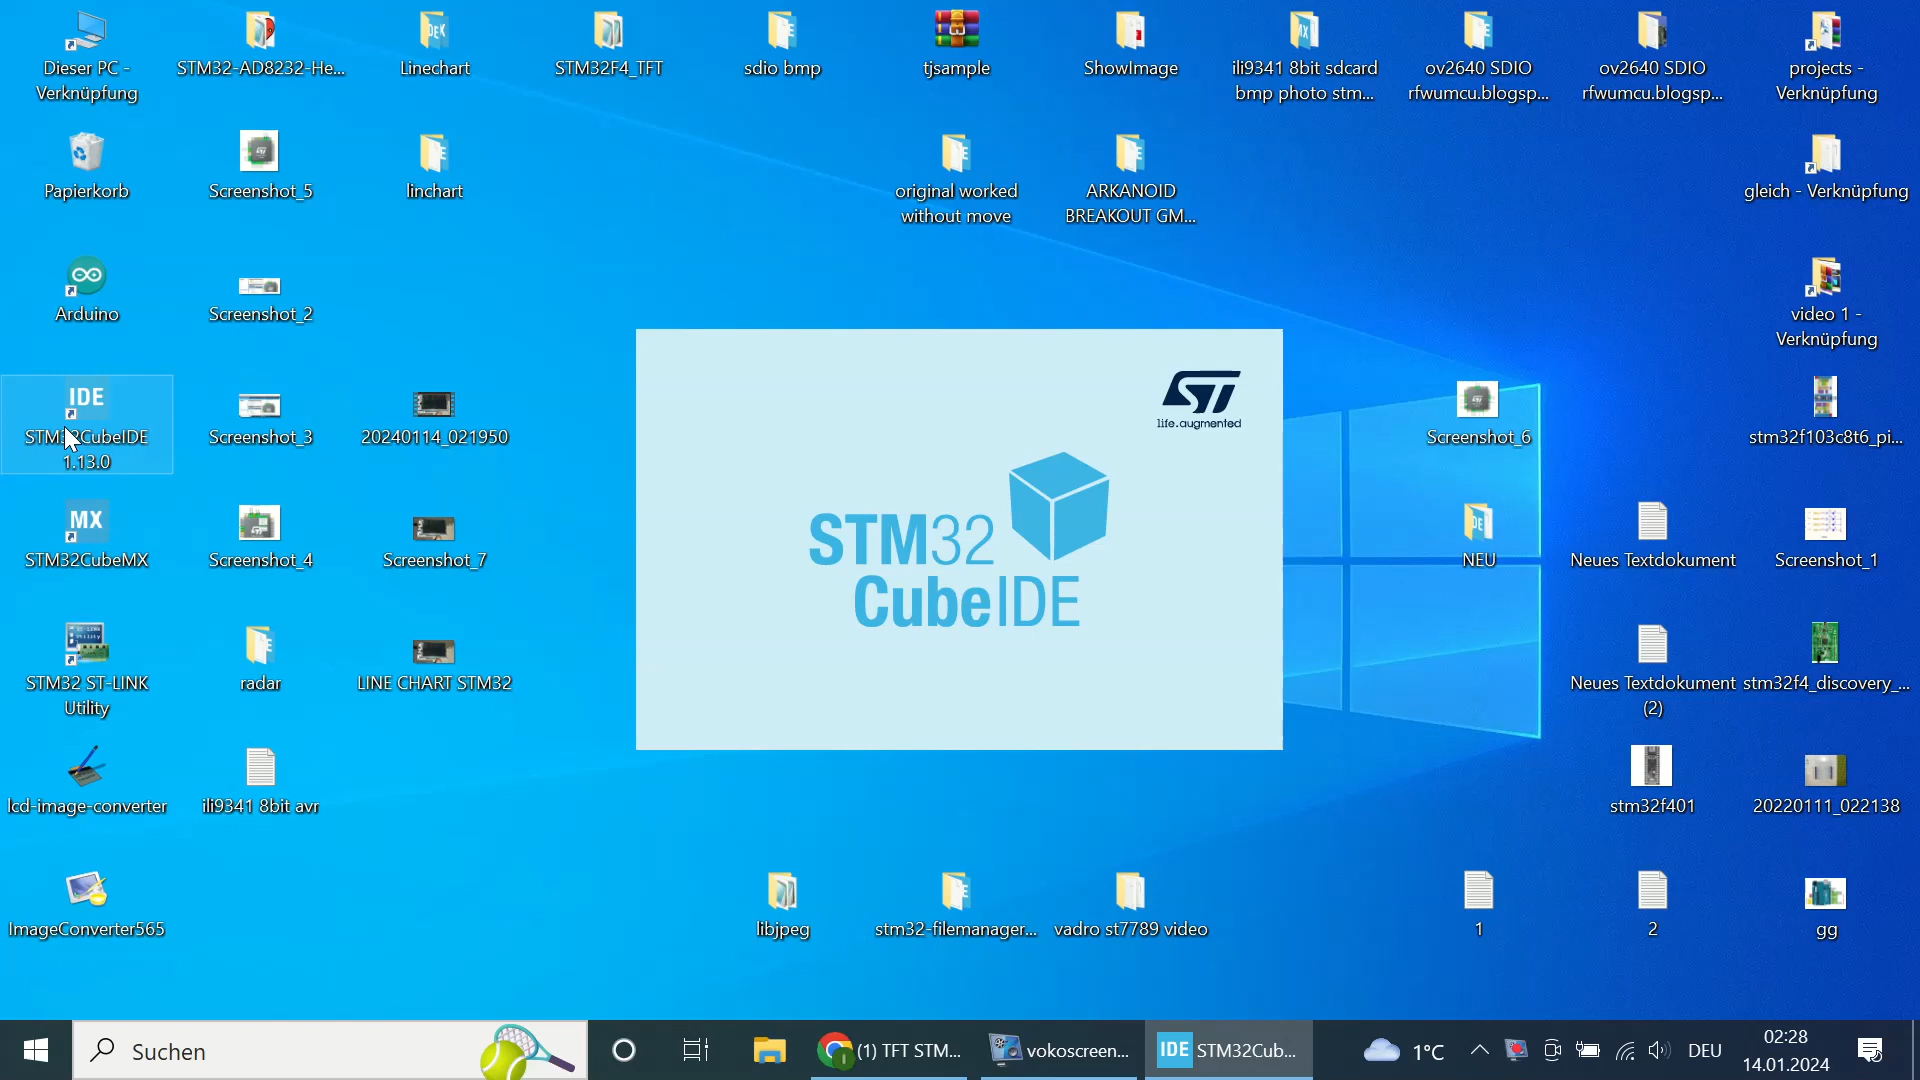 Dieser PC -
Verknüpfung
STM32-AD8232-He...
Linechart
STM32F4_TFT
sdio bmp
tjsample
ShowImage
ili9341 8bit sdcard
bmp photo stm...
ov2640 SDIO
rfwumcu.blogsp...
ov2640 SDIO
rfwumcu.blogsp...
projects -
Verknüpfung
Papierkorb
Screenshot_5
linchart
original worked
without move
ARKANOID
BREAKOUT GM...
gleich - Verknüpfung
Arduino
Screenshot_2
video 1 -
Verknüpfung
IDE
STM32CubeIDE
1.13.0
Screenshot_3
20240114_021950
ST
life.augmented
STM32
CubeIDE
Screenshot_6
stm32f103c8t6_pi...
MX
STM32CubeMX
Screenshot_4
Screenshot_7
NEU
Neues Textdokument
Screenshot_1
STM32 ST-LINK
Utility
radar
LINE CHART STM32
Neues Textdokument
(2)
stm32f4_discovery_...
lcd-image-converter
ili9341 8bit avr
stm32f401
20220111_022138
ImageConverter565
libjpeg
stm32-filemanager...
vadro st7789 video
1
2
gg
Suchen
(1) TFT STM...
vokoscreen...
IDE STM32Cub...
1°C
DEU
02:28
14.01.2024